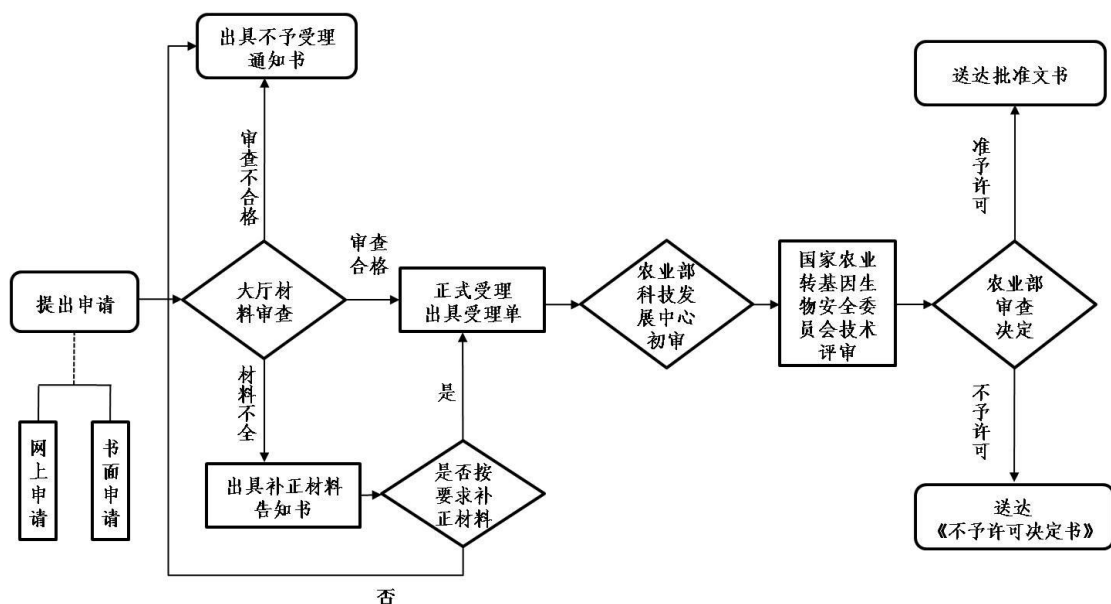 出具不予受理
通知书
送达批准文书
审查不合格
准予许可
审查
合格
提出申请
大厅材
料审查
正式受理
出具受理单
农业部
科技发
展中心
初审
国家农业
转基因生
物安全委
员会技术
评审
农业部
审查
决定
材料不全
是
不予许可
网上申请
书面申请
出具补正材料
告知书
是否按
要求补
正材料
送达
《不予许可决定书》
否